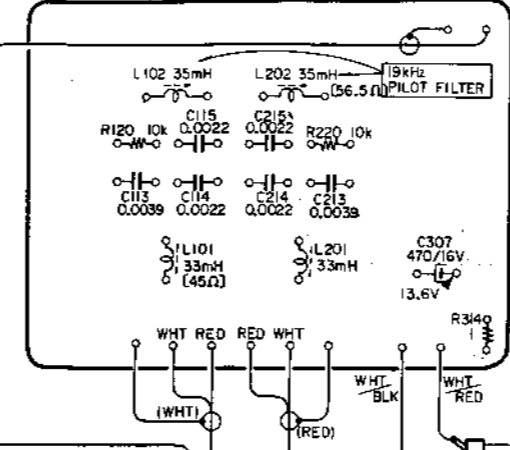 L102 35mH
L202 35mH
19kHz
PILOT FILTER
(56.5Ω)
C115
0.0022
C215
0.0022
R120 10k
R220 10k
C113
0.0039
C114
0.0022
C214
0.0022
C213
0.0039
L101
33mH
(45Ω)
L201
33mH
C307
470/16V
13.6V
R314
WHT RED RED WHT
WHT/BLK
WHT/RED
(WHT)
(RED)